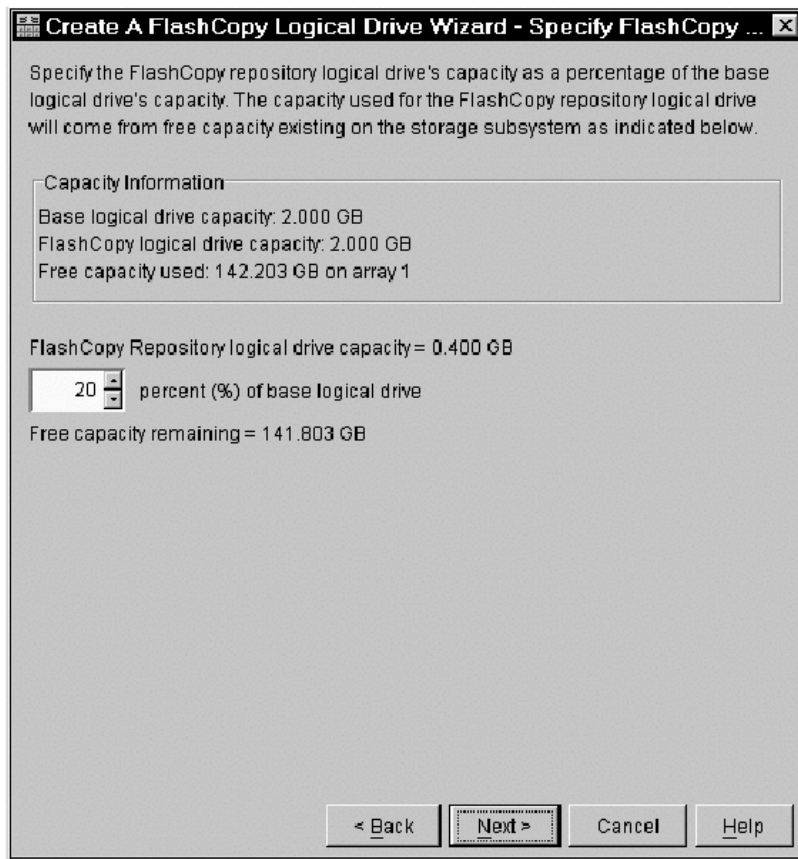 Create A FlashCopy Logical Drive Wizard - Specify FlashCopy ...
Specify the FlashCopy repository logical drive's capacity as a percentage of the base
logical drive's capacity. The capacity used for the FlashCopy repository logical drive
will come from free capacity existing on the storage subsystem as indicated below.
Capacity Information
Base logical drive capacity: 2.000 GB
FlashCopy logical drive capacity: 2.000 GB
Free capacity used: 142.203 GB on array 1
FlashCopy Repository logical drive capacity = 0.400 GB
20 percent (%) of base logical drive
Free capacity remaining = 141.803 GB
< Back Next > Cancel Help